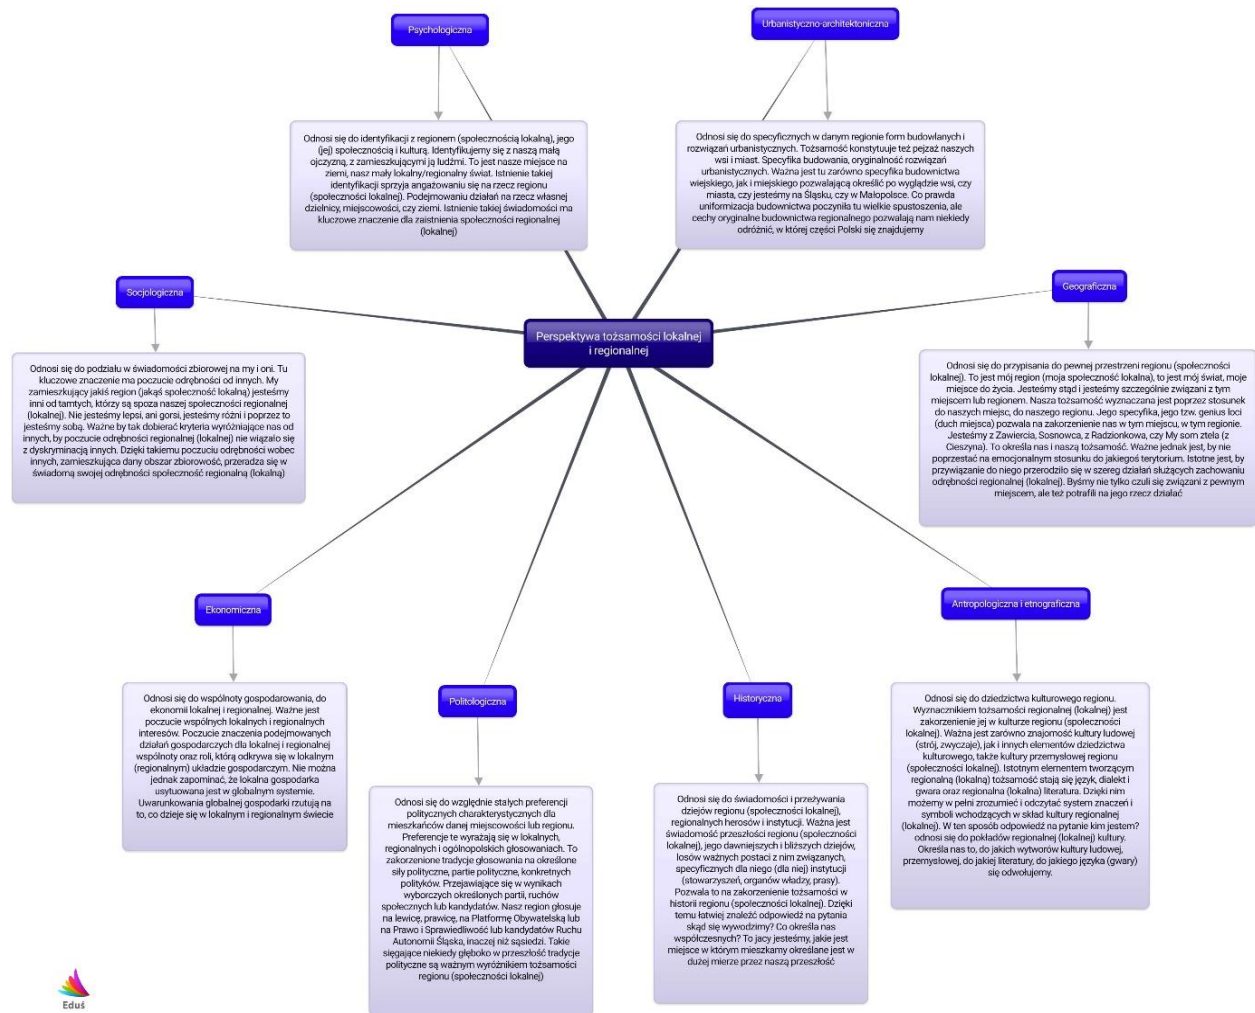 Psychologiczna
Odnosi się do identyfikacji z regionem (społecznością lokalną), jego
(jej) społecznością i kulturą. Identyfikujemy się z naszą małą
ojczyzną, z zamieszkującymi ją ludźmi. To jest nasze miejsce na
ziemi, nasz mały lokalny/regionalny świat. Istnienie takiej
identyfikacji sprzyja angażowaniu się na rzecz regionu
(społeczności lokalnej). Podejmowaniu działań na rzecz własnej
dzielnicy, miejscowości, czy ziemi. Istnienie takiej świadomości ma
kluczowe znaczenie dla zaistnienia społeczności regionalnej
(lokalnej)
Urbanistyczno-architektoniczna
Odnosi się do specyficznych w danym regionie form budowlanych i
rozwiązań urbanistycznych. Tożsamość konstytuuje też pejzaż naszych
wsi i miast. Specyfika budowania, oryginalność rozwiązań
urbanistycznych. Ważna jest tu zarówno specyfika budownictwa
wiejskiego, jak i miejskiego pozwalającą określić po wyglądzie wsi, czy
miasta, czy jesteśmy na Śląsku, czy w Małopolsce. Co prawda
uniformizacja budownictwa poczyniła tu wielkie spustoszenia, ale
cechy oryginalne budownictwa regionalnego pozwalają nam niekiedy
odróżnić, w której części Polski się znajdujemy
Socjologiczna
Odnosi się do podziału w świadomości zbiorowej na my i oni. Tu
kluczowe znaczenie ma poczucie odrębności od innych. My
zamieszkujący jakiś region (jakąś społeczność lokalną) jesteśmy
inni od tamtych, którzy są spoza naszej społeczności regionalnej
(lokalnej). Nie jesteśmy lepsi, ani gorsi, jesteśmy różni i poprzez to
jesteśmy sobą. Ważne by tak dobierać kryteria wyróżniające nas od
innych, by poczucie odrębności regionalnej (lokalnej) nie wiązało się
z dyskryminacją innych. Dzięki takiemu poczuciu odrębności wobec
innych, zamieszkująca dany obszar zbiorowość, przeradza się w
świadomą swojej odrębności społeczność regionalną (lokalną)
Perspektywa tożsamości lokalnej
i regionalnej
Geograficzna
Odnosi się do przypisania do pewnej przestrzeni regionu (społeczności
lokalnej). To jest mój region (moja społeczność lokalna), to jest mój świat, moje
miejsce do życia. Jesteśmy stąd i jesteśmy szczególnie związani z tym
miejscem lub regionem. Nasza tożsamość wyznaczana jest poprzez stosunek
do naszych miejsc, do naszego regionu. Jego specyfika, jego tzw. genius loci
(duch miejsca) pozwala na zakorzenienie nas w tym miejscu, w tym regionie.
Jesteśmy z Zawiercia, Sosnowca, z Radzionkowa, czy My som ztela (z
Cieszyna). To określa nas i naszą tożsamość. Ważne jednak jest, by nie
poprzestać na emocjonalnym stosunku do jakiegoś terytorium. Istotne jest, by
przywiązanie do niego przerodziło się w szereg działań służących zachowaniu
odrębności regionalnej (lokalnej). Byśmy nie tylko czuli się związani z pewnym
miejscem, ale też potrafili na jego rzecz działać
Ekonomiczna
Odnosi się do wspólnoty gospodarowania, do
ekonomii lokalnej i regionalnej. Ważne jest
poczucie wspólnych lokalnych i regionalnych
interesów. Poczucie znaczenia podejmowanych
działań gospodarczych dla lokalnej i regionalnej
wspólnoty oraz roli, którą odkrywa się w lokalnym
(regionalnym) układzie gospodarczym. Nie można
jednak zapominać, że lokalna gospodarka
usytuowana jest w globalnym systemie.
Uwarunkowania globalnej gospodarki rzutują na
to, co dzieje się w lokalnym i regionalnym świecie
Politologiczna
Odnosi się do względnie stałych preferencji
politycznych charakterystycznych dla
mieszkańców danej miejscowości lub regionu.
Preferencje te wyrażają się w lokalnych,
regionalnych i ogólnopolskich głosowaniach. To
zakorzenione tradycje głosowania na określone
siły polityczne, partie polityczne, konkretnych
polityków. Przejawiające się w wynikach
wyborczych określonych partii, ruchów
społecznych lub kandydatów. Nasz region głosuje
na lewicę, prawicę, na Platformę Obywatelską lub
na Prawo i Sprawiedliwość lub kandydatów Ruchu
Autonomii Śląska, inaczej niż sąsiedzi. Takie
sięgające niekiedy głęboko w przeszłość tradycje
polityczne są ważnym wyróżnikiem tożsamości
regionu (społeczności lokalnej)
Historyczna
Odnosi się do świadomości i przeżywania
dziejów regionu (społeczności lokalnej),
regionalnych herosów i instytucji. Ważna jest
świadomość przeszłości regionu (społeczności
lokalnej), jego dawniejszych i bliższych dziejów,
losów ważnych postaci z nim związanych,
specyficznych dla niego (dla niej) instytucji
(stowarzyszeń, organów władzy, prasy).
Pozwala to na zakorzenienie tożsamości w
historii regionu (społeczności lokalnej). Dzięki
temu łatwiej znaleźć odpowiedź na pytania
skąd się wywodzimy? Co określa nas
współczesnych? To jacy jesteśmy, jakie jest
miejsce w którym mieszkamy określane jest w
dużej mierze przez naszą przeszłość
Antropologiczna i etnograficzna
Odnosi się do dziedzictwa kulturowego regionu.
Wyznacznikiem tożsamości regionalnej (lokalnej) jest
zakorzenienie jej w kulturze regionu (społeczności
lokalnej). Ważna jest zarówno znajomość kultury ludowej
(strój, zwyczaje), jak i innych elementów dziedzictwa
kulturowego, także kultury przemysłowej regionu
(społeczności lokalnej). Istotnym elementem tworzącym
regionalną (lokalną) tożsamość stają się język, dialekt i
gwara oraz regionalna (lokalna) literatura. Dzięki nim
możemy w pełni zrozumieć i odczytać system znaczeń i
symboli wchodzących w skład kultury regionalnej
(lokalnej). W ten sposób odpowiedź na pytanie kim jestem?
odnosi się do pokładów regionalnej (lokalnej) kultury.
Określa nas to, do jakich wytworów kultury ludowej,
przemysłowej, do jakiej literatury, do jakiego języka (gwary)
się odwołujemy.
Eduś